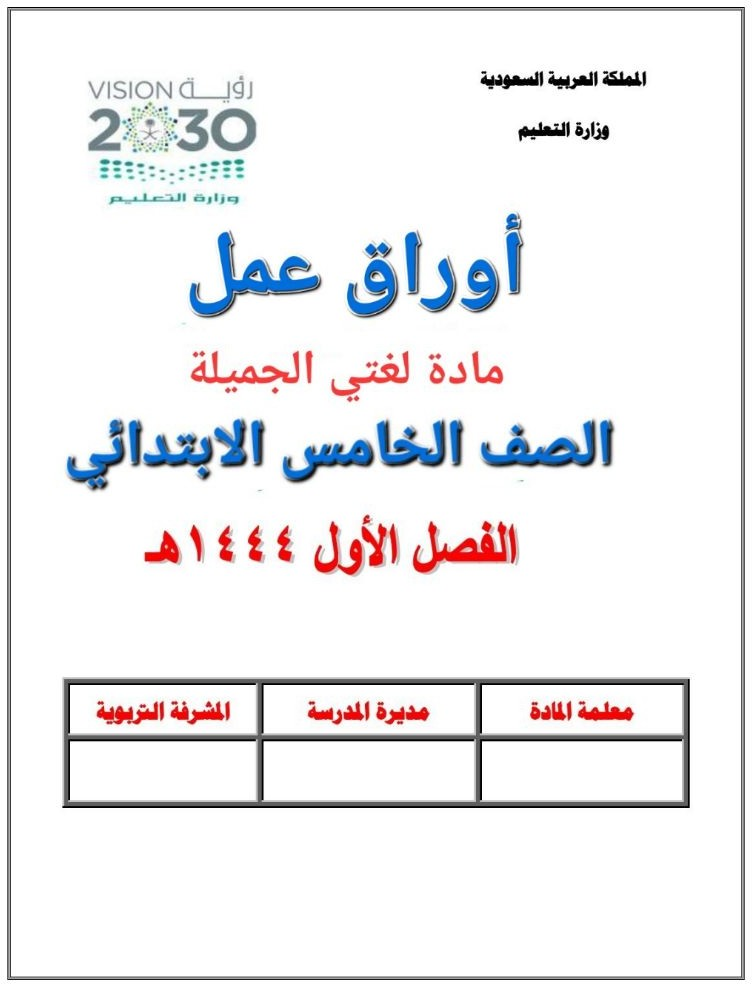 المملكة العربية السعودية
وزارة التعليم
VISION رؤيــــة
2030
وزارة التعليم
أوراق عمل
مادة لغتي الجميلة
الصف الخامس الابتدائي
الفصل الأول ١٤٤٤هـ
معلمة المادة
مديرة المدرسة
المشرفة التربوية